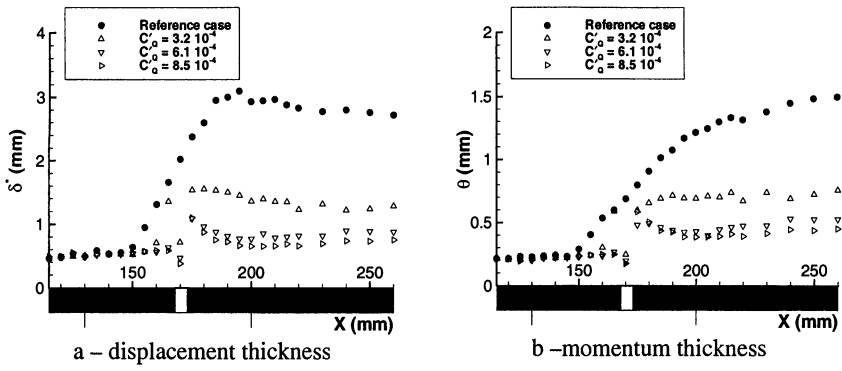 Reference case
C'Q = 3.2 10-4
C'Q = 6.1 10-4
C'Q = 8.5 10-4
δ* (mm)
4
3
2
1
0
150
200
250
X (mm)
a – displacement thickness
Reference case
C'Q = 3.2 10-4
C'Q = 6.1 10-4
C'Q = 8.5 10-4
θ (mm)
2
1.5
1
0.5
0
150
200
250
X (mm)
b –momentum thickness